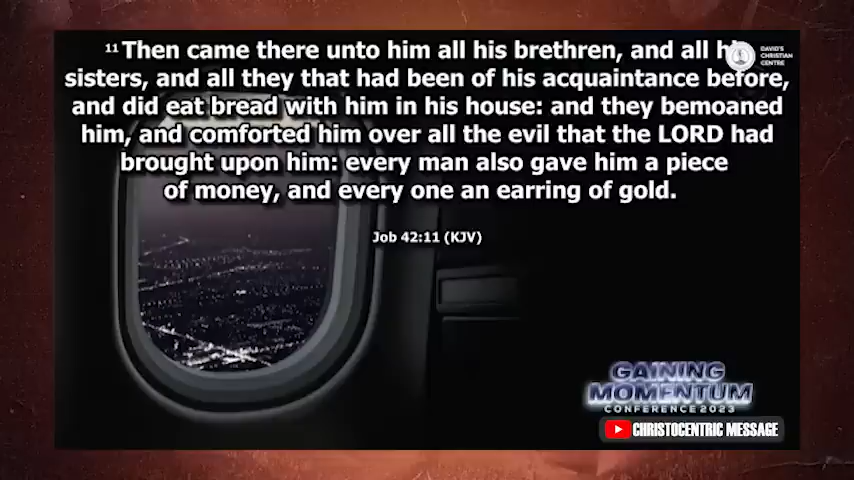 11 Then came there unto him all his brethren, and all his
sisters, and all they that had been of his acquaintance before,
and did eat bread with him in his house: and they bemoaned
him, and comforted him over all the evil that the LORD had
brought upon him: every man also gave him a piece
of money, and every one an earring of gold.
Job 42:11 (KJV)
DAVID'S
CHRISTIAN
CENTRE
GAINING
MOMENTUM
CONFERENCE 2023
CHRISTOCENTRIC MESSAGE